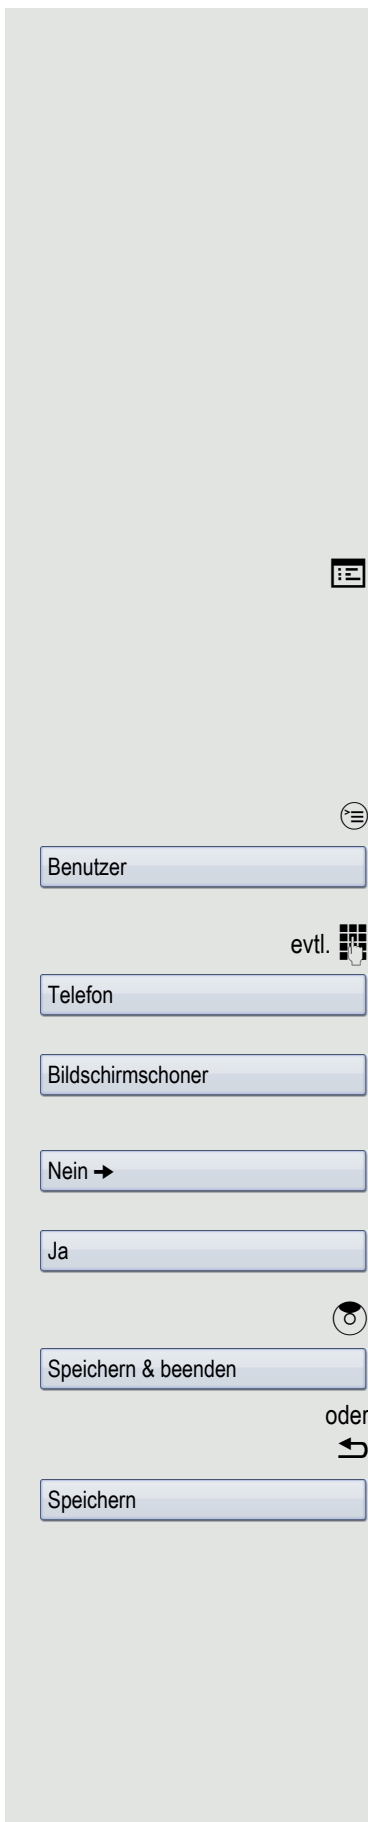 Benutzer
evtl.
Telefon
Bildschirmschoner
Nein →
Ja
Speichern & beenden
oder
Speichern